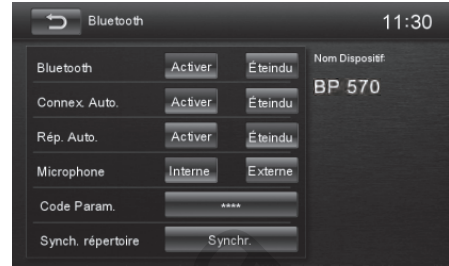 Bluetooth 11:30
Bluetooth Activer Éteindu
Connex. Auto. Activer Éteindu
Rép. Auto. Activer Éteindu
Microphone Interne Externe
Code Param. ****
Synch. répertoire Synchr.
Nom Dispositif:
BP 570